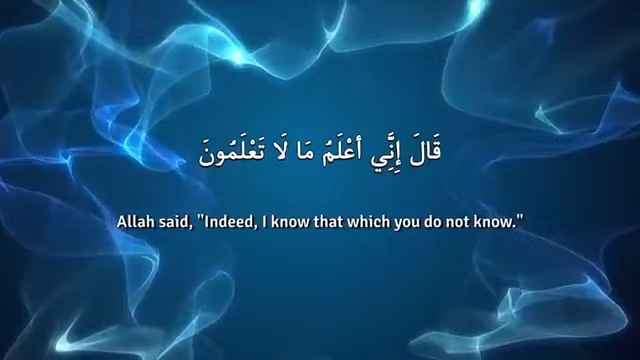 قَالَ إِنِّي أَعْلَمُ مَا لَا تَعْلَمُونَ
Allah said, "Indeed, I know that which you do not know."